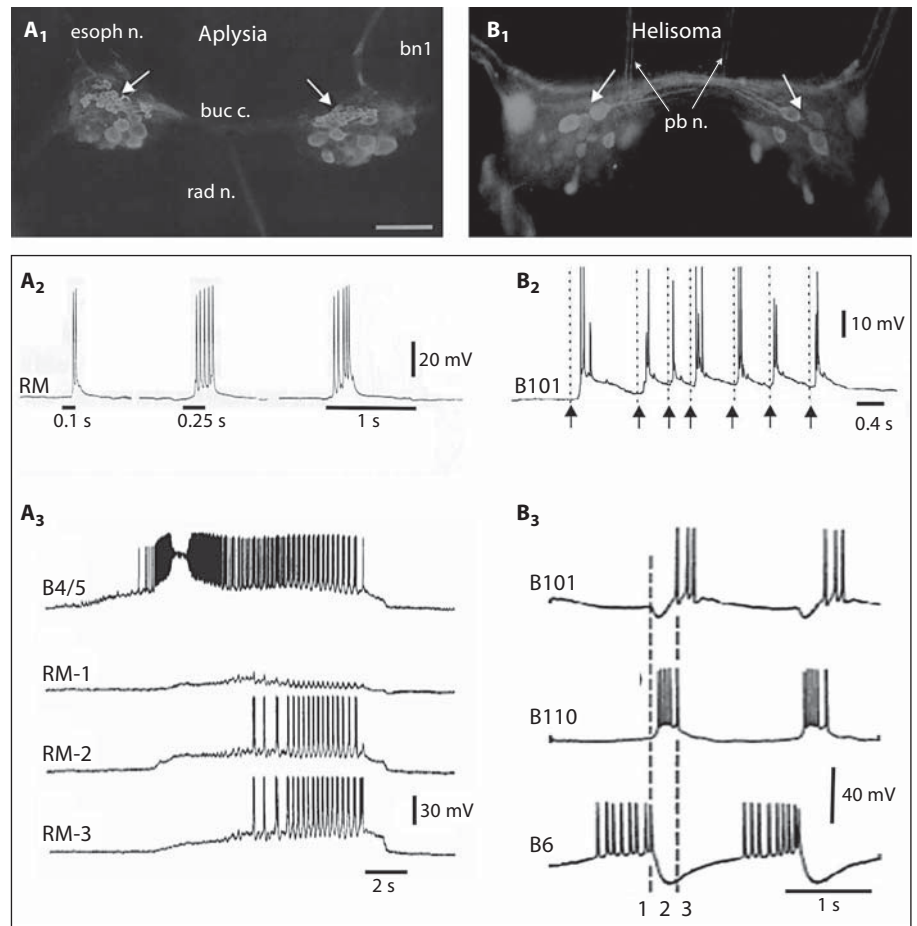 A1 Aplysia
esoph n.
bn1
buc c.
rad n.
B1 Helisoma
pb n.
A2
RM
0.1 s
0.25 s
1 s
20 mV
B2
10 mV
B101
0.4 s
A3
B4/5
RM-1
RM-2
RM-3
30 mV
2 s
B3
B101
B110
B6
40 mV
1 2 3
1 s